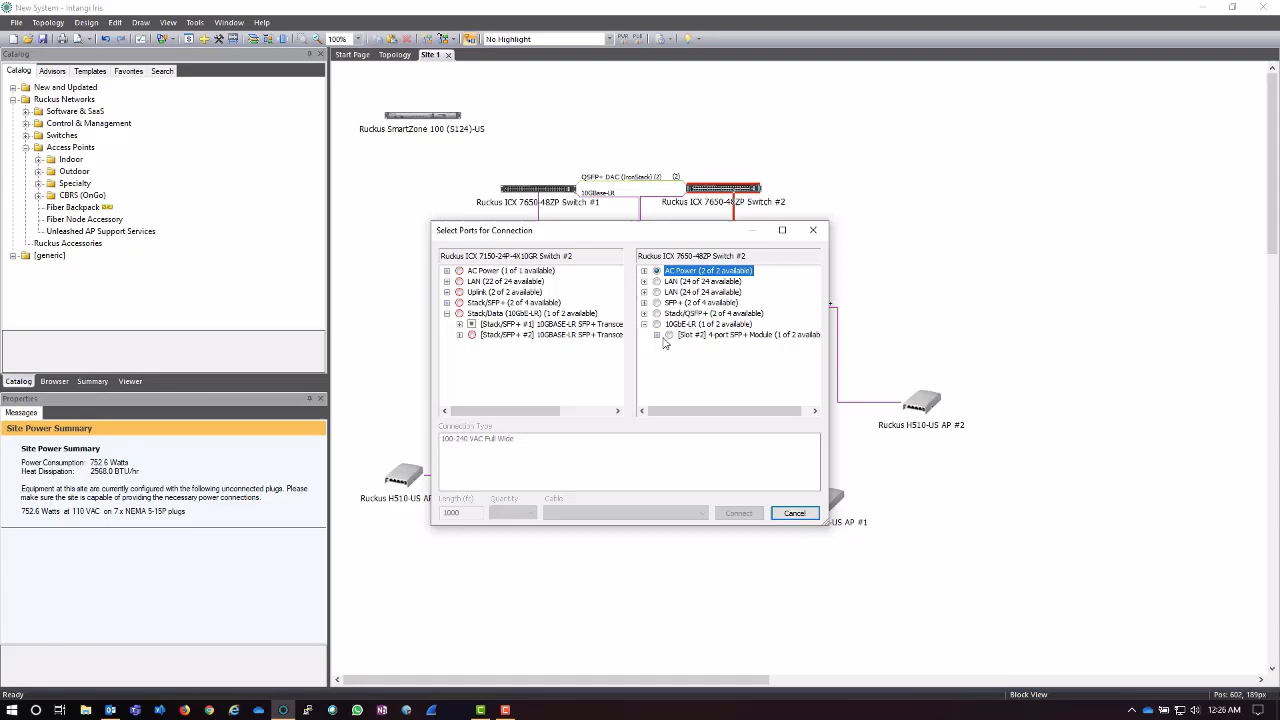 New System - Intangi Iris
File Topology Design Edit Draw View Tools Window Help
100% No Highlight
Catalog
Start Page Topology Site 1
Catalog Advisors Templates Favorites Search
New and Updated
Ruckus Networks
Software & SaaS
Control & Management
Switches
Access Points
Indoor
Outdoor
Specialty
CBRS (OnGo)
Fiber Backpack
Fiber Node Accessory
Unleashed AP Support Services
Ruckus Accessories
[generic]
Catalog Browser Summary Viewer
Properties
Messages
Site Power Summary
Site Power Summary
Power Consumption: 752.6 Watts
Heat Dissipation: 2568.0 BTU/hr
Equipment at this site are currently configured with the following unconnected plugs. Please
make sure the site is capable of providing the necessary power connections.
752.6 Watts at 110 VAC on 7 x NEMA 5-15P plugs
Ruckus SmartZone 100 (S124)-US
QSFP+ DAC (IronStack) (2) (2)
10GBase-LR
Ruckus ICX 7650-48ZP Switch #1
Ruckus ICX 7650-48ZP Switch #2
Select Ports for Connection
Ruckus ICX 7150-24P-4X10GR Switch #2
AC Power (1 of 1 available)
LAN (22 of 24 available)
Uplink (2 of 2 available)
Stack/SFP+ (2 of 4 available)
Stack/Data (10GbE-LR) (1 of 2 available)
[Stack/SFP+ #1] 10GBASE-LR SFP+ Transce
[Stack/SFP+ #2] 10GBASE-LR SFP+ Transce
Ruckus ICX 7650-48ZP Switch #2
AC Power (2 of 2 available)
LAN (24 of 24 available)
LAN (24 of 24 available)
SFP+ (2 of 4 available)
Stack/QSFP+ (2 of 4 available)
10GbE-LR (1 of 2 available)
[Slot #2] 4-port SFP+ Module (1 of 2 availab
Connection Type
100-240 VAC Full Wide
Length (ft) Quantity Cable
1000
Connect Cancel
Ruckus H510-US AP #2
Ruckus H510-US AP
-US AP #1
Ready
Block View
Pos: 602, 189px
12:26 AM